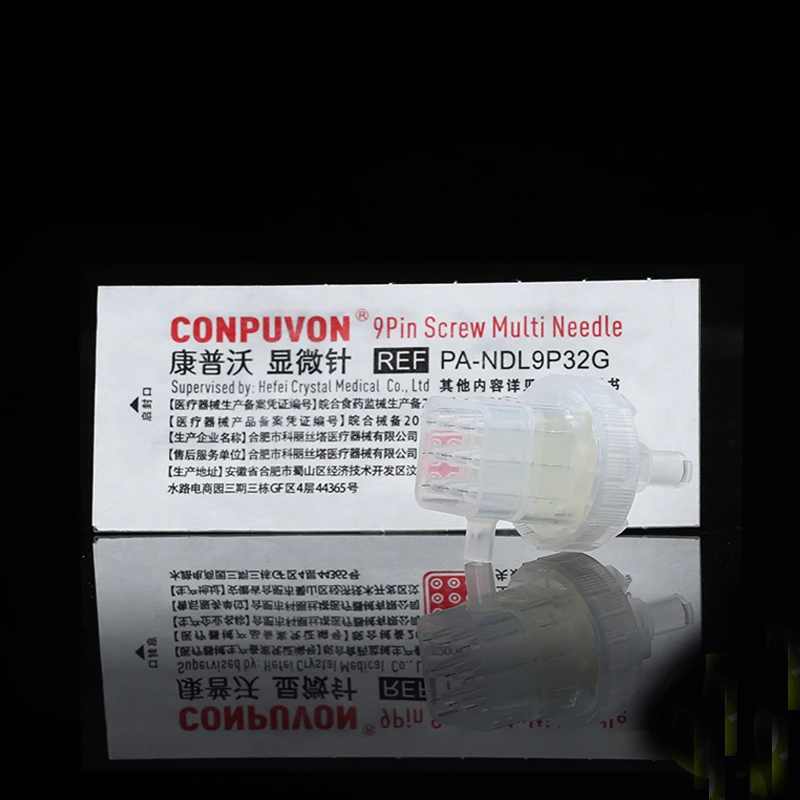 CONPUVON® 9Pin Screw Multi Needle
康普沃 显微针 REF PA-NDL9P32G
Supervised by: Hefei Crystal Medical Co., Ltd 其他内容详见 书
【医疗器械生产备案凭证编号】皖合食药监械生产备
【医疗器械产品备案凭证编号】皖合械备20
【生产企业名称】合肥市科丽丝塔医疗器械有限公司
【售后服务单位】合肥市科丽丝塔医疗器械有限公司
【生产地址】安徽省合肥市蜀山区经济技术开发区汶
水路电商园三期三栋GF区4层44365号
启封口